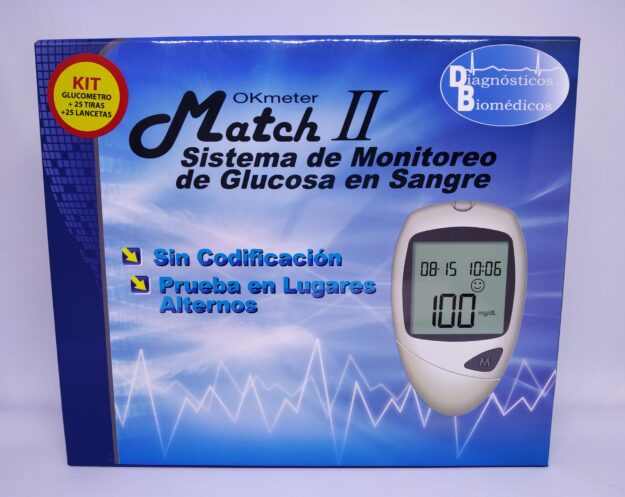 KIT
GLUCOMETRO
+ 25 TIRAS
+25 LANCETAS
OKmeter
Match II
Sistema de Monitoreo
de Glucosa en Sangre
Diagnósticos
Biomédicos
Sin Codificación
Prueba en Lugares
Alternos
08-15 10:06
100
mg/dL
M